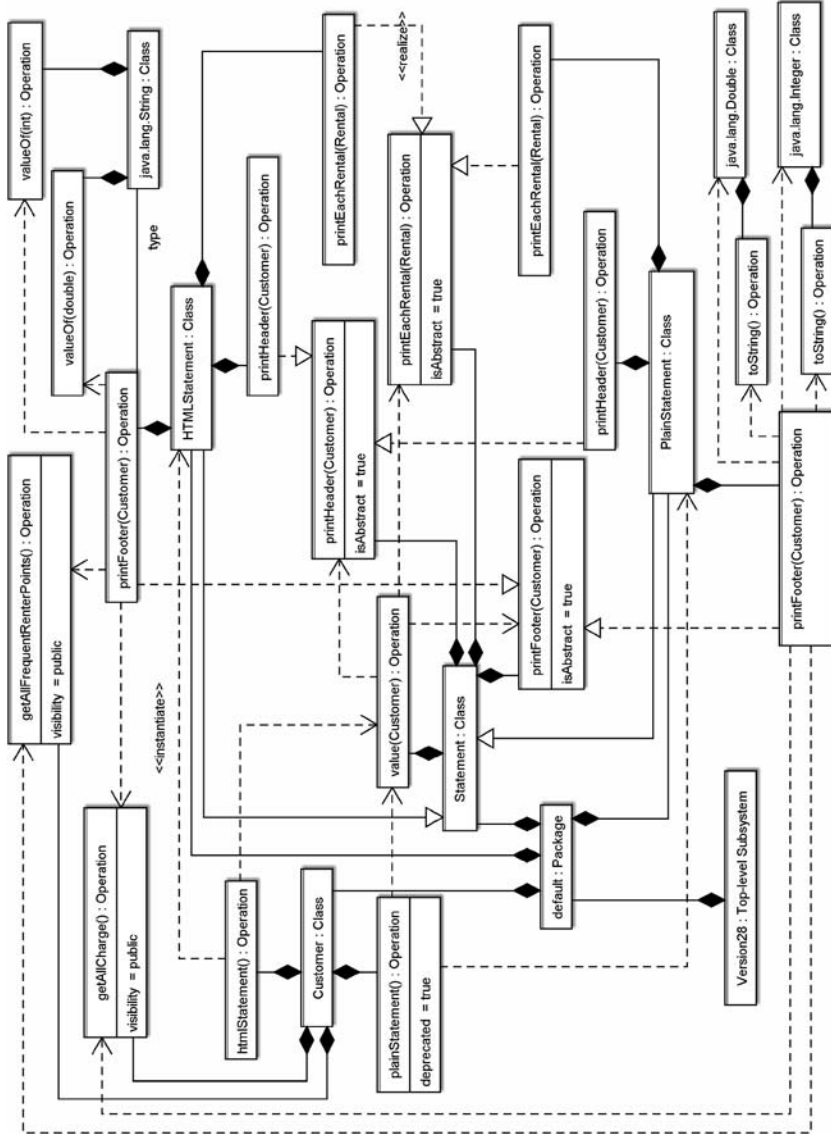 getAllFrequentRenterPoints() : Operation
visibility = public
getAllCharge() : Operation
visibility = public
<<instantiate>>
valueOf(int) : Operation
java.lang.String : Class
valueOf(double) : Operation
type
printFooter(Customer) : Operation
HTMLStatement : Class
printHeader(Customer) : Operation
printEachRental(Rental) : Operation
<<realize>>
htmlStatement() : Operation
Customer : Class
plainStatement() : Operation
deprecated = true
value(Customer) : Operation
Statement : Class
printHeader(Customer) : Operation
isAbstract = true
printEachRental(Rental) : Operation
isAbstract = true
printFooter(Customer) : Operation
isAbstract = true
default : Package
Version28 : Top-level Subsystem
printEachRental(Rental) : Operation
printHeader(Customer) : Operation
PlainStatement : Class
java.lang.Double : Class
java.lang.Integer : Class
toString() : Operation
toString() : Operation
printFooter(Customer) : Operation